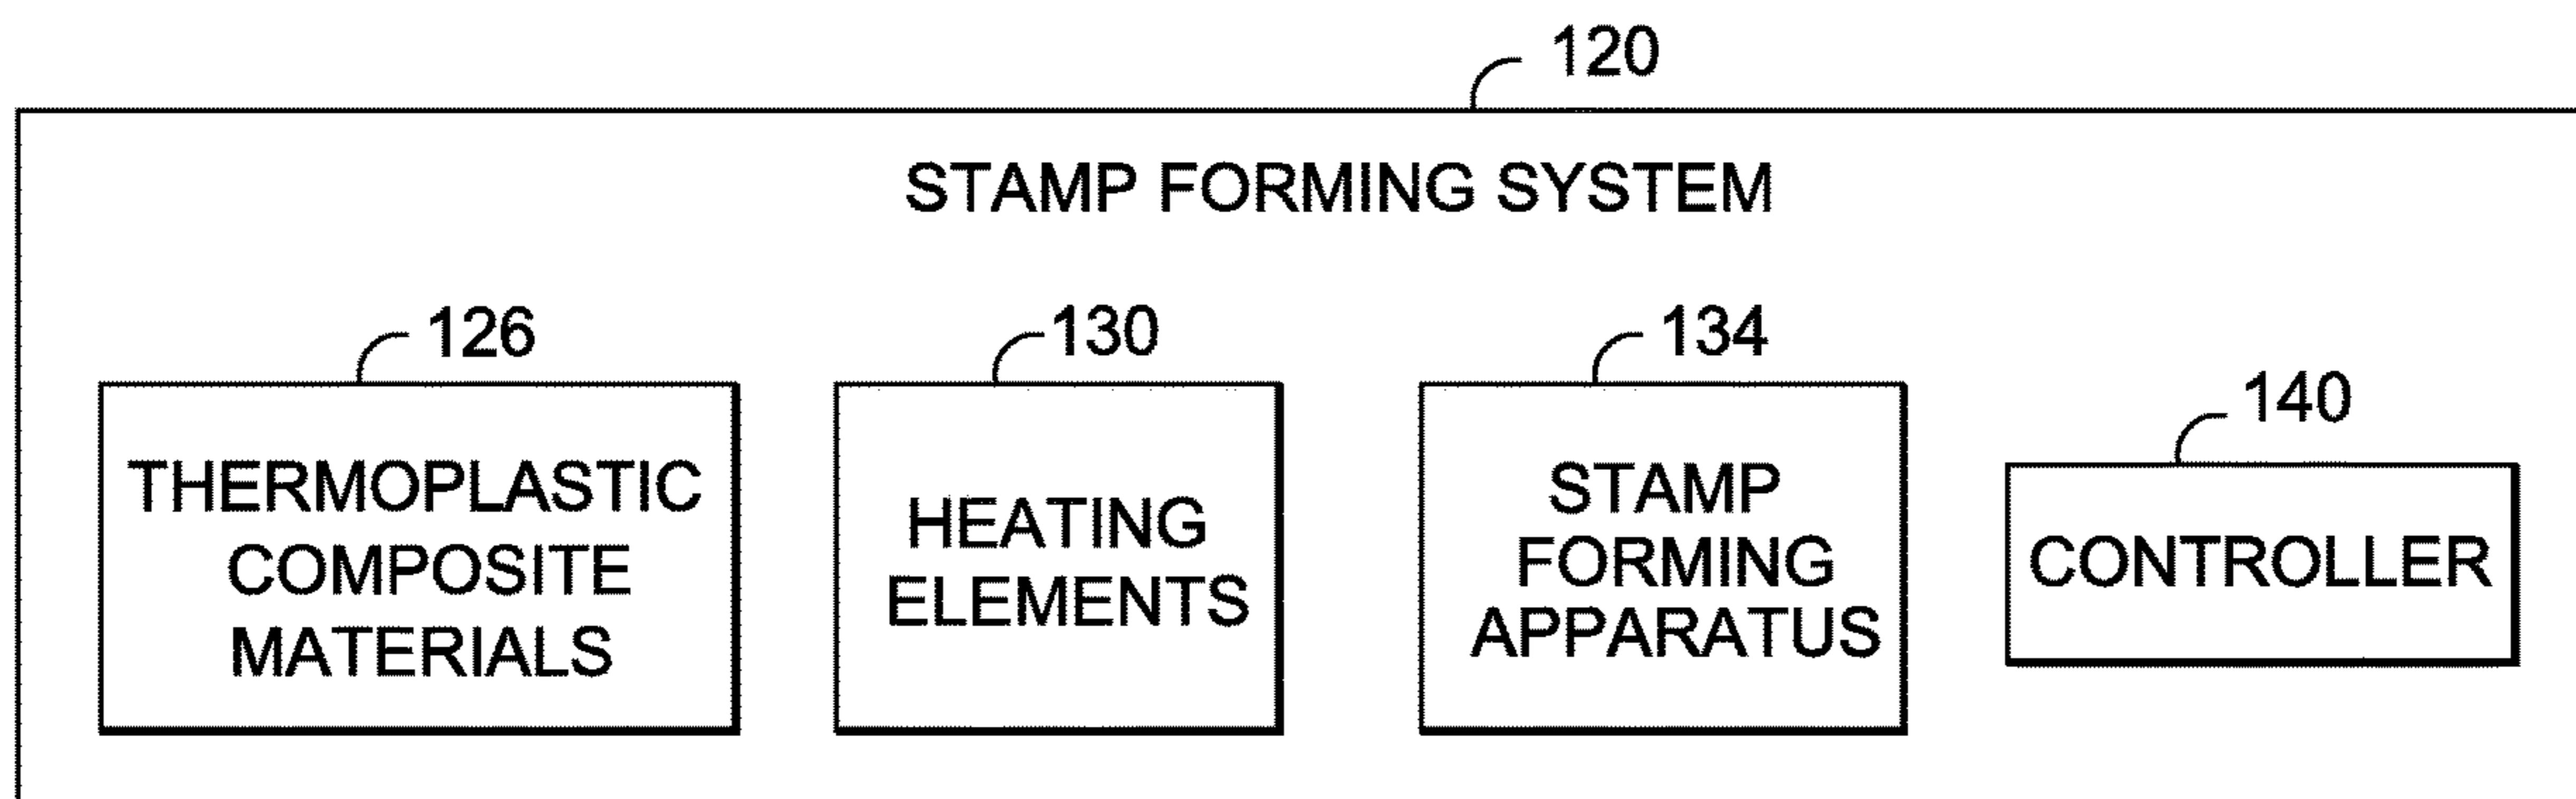 120
STAMP FORMING SYSTEM
126
THERMOPLASTIC
COMPOSITE
MATERIALS
130
HEATING
ELEMENTS
134
STAMP
FORMING
APPARATUS
140
CONTROLLER